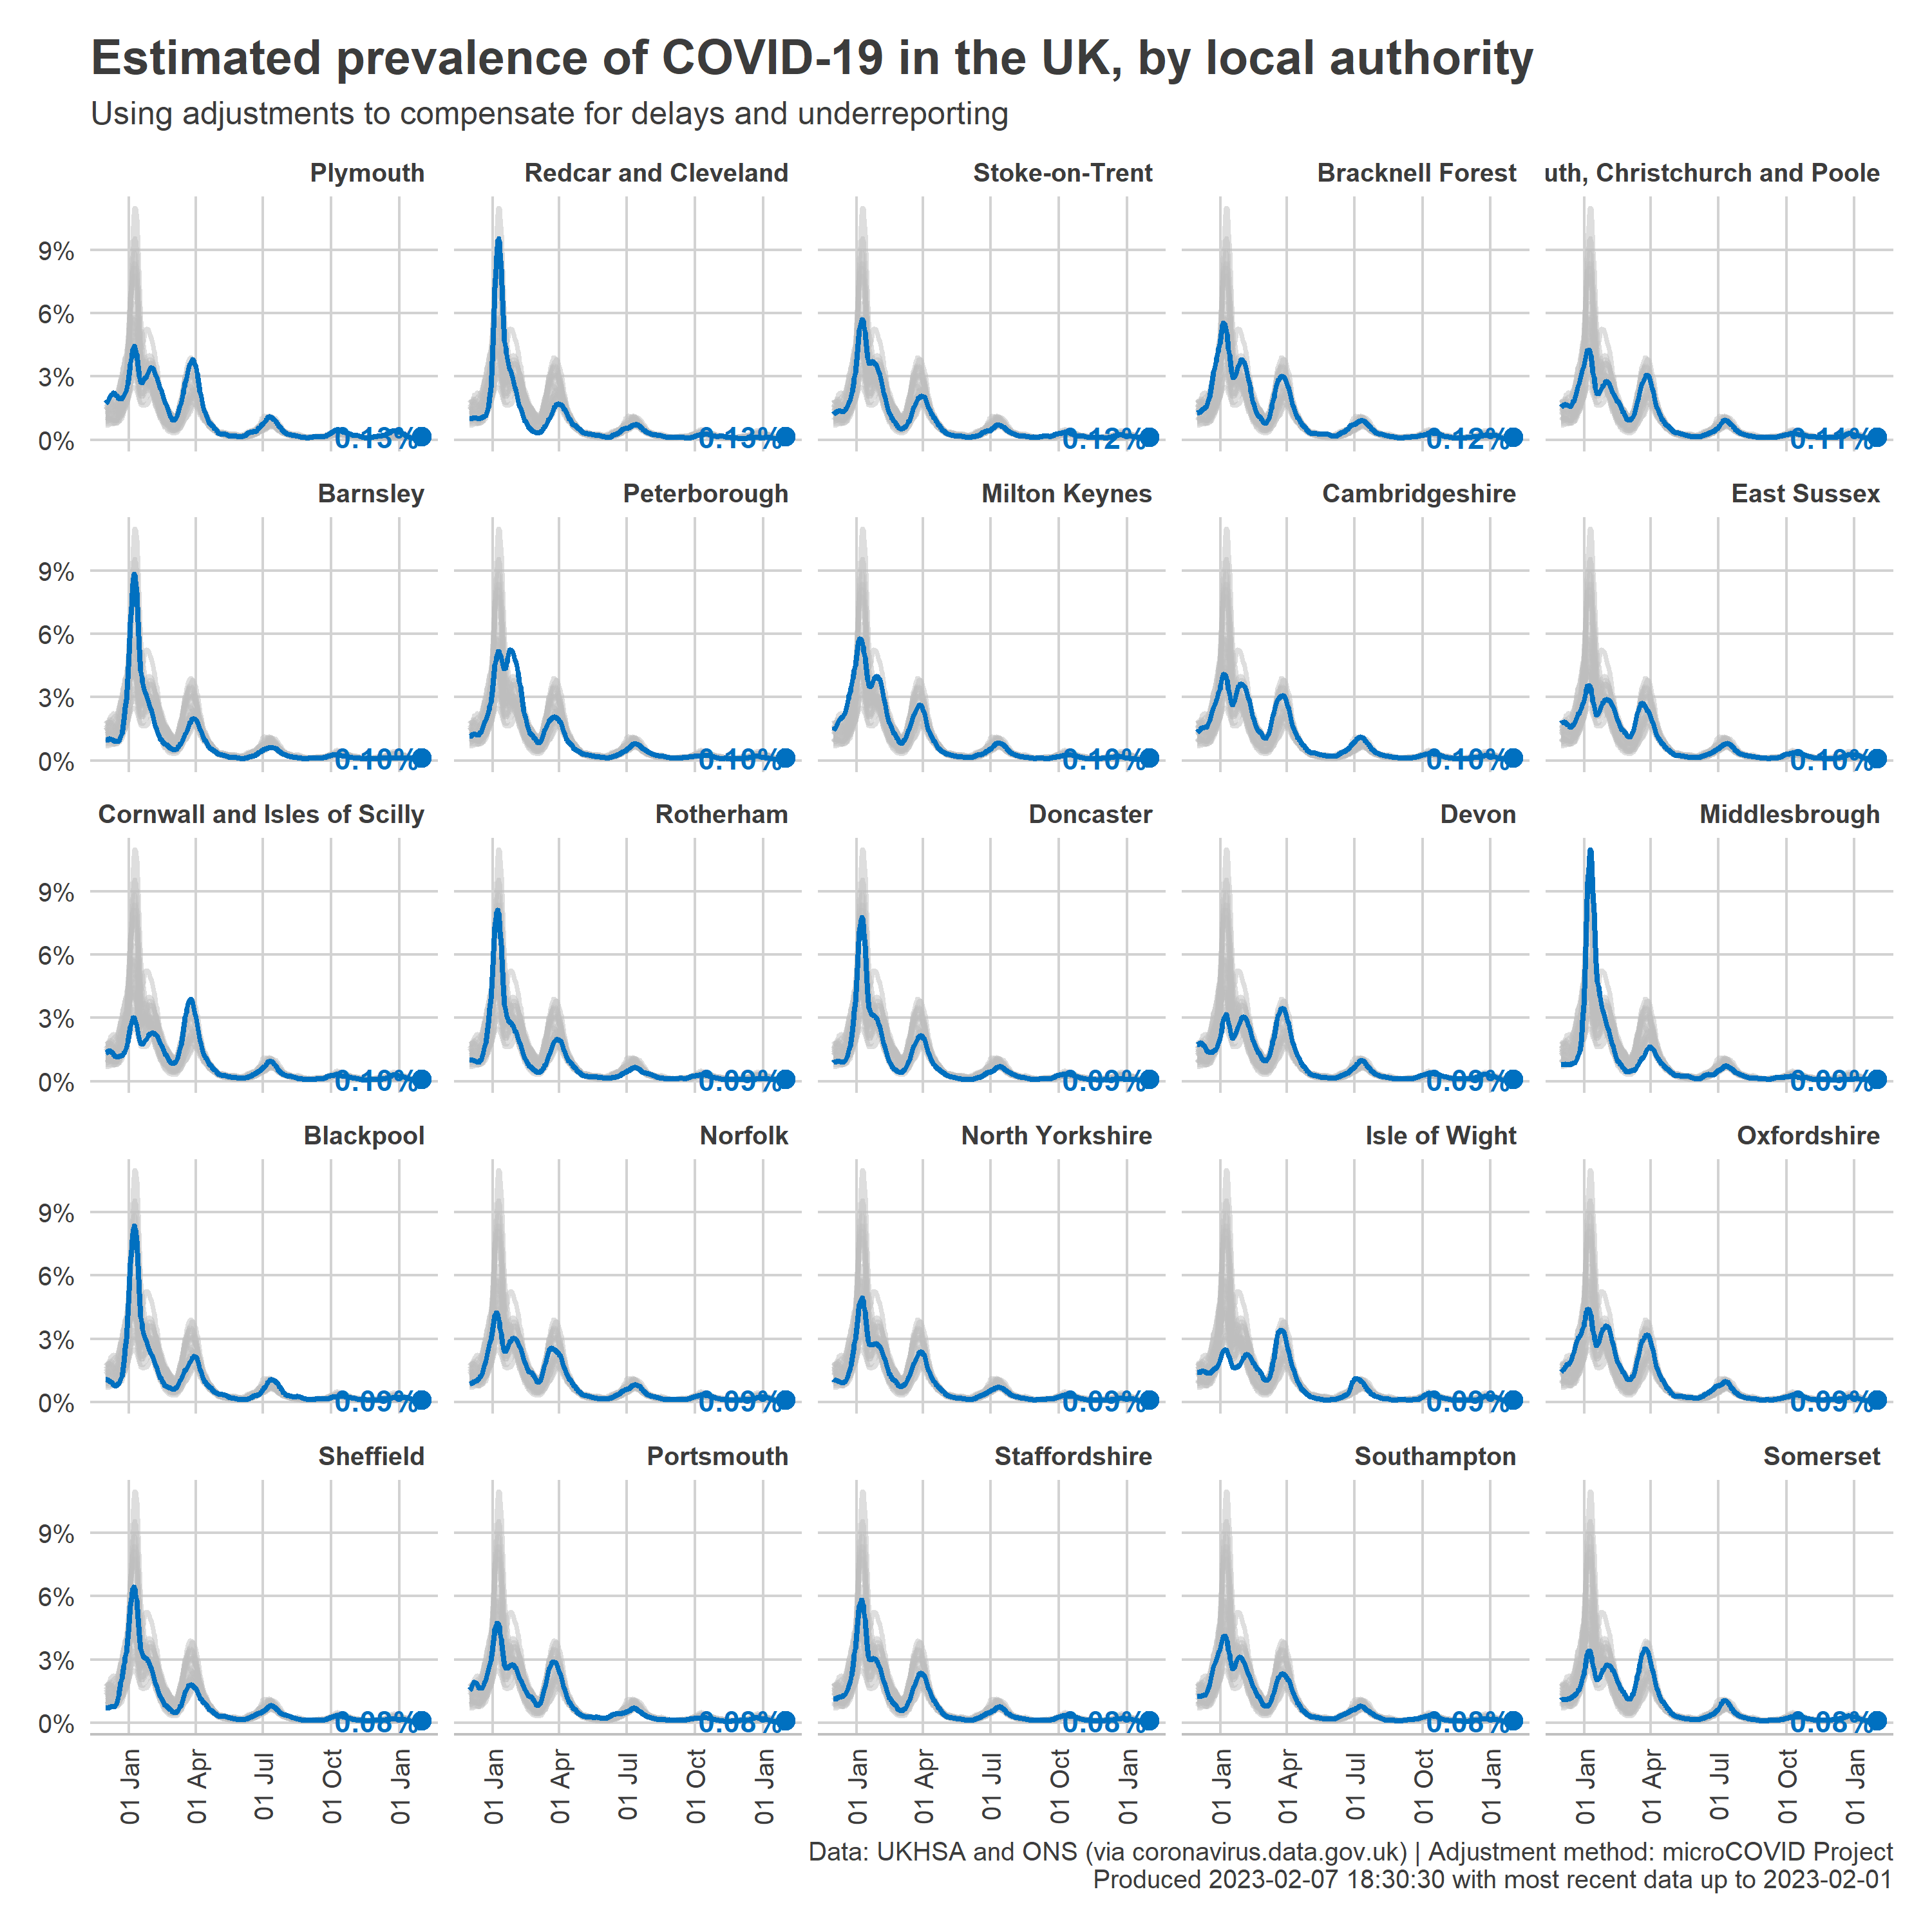 Estimated prevalence of COVID-19 in the UK, by local authority
Using adjustments to compensate for delays and underreporting
Plymouth Redcar and Cleveland Stoke-on-Trent Bracknell Forest uth, Christchurch and Poole
9%
6%
3%
0%
0.13% 0.13% 0.12% 0.12% 0.11%
Barnsley Peterborough Milton Keynes Cambridgeshire East Sussex
9%
6%
3%
0%
0.10% 0.10% 0.10% 0.10% 0.10%
Cornwall and Isles of Scilly Rotherham Doncaster Devon Middlesbrough
9%
6%
3%
0%
0.10% 0.09% 0.09% 0.09% 0.09%
Blackpool Norfolk North Yorkshire Isle of Wight Oxfordshire
9%
6%
3%
0%
0.09% 0.09% 0.09% 0.09% 0.09%
Sheffield Portsmouth Staffordshire Southampton Somerset
9%
6%
3%
0%
0.08% 0.08% 0.08% 0.08% 0.08%
01 Jan 01 Apr 01 Jul 01 Oct 01 Jan 01 Jan 01 Apr 01 Jul 01 Oct 01 Jan 01 Jan 01 Apr 01 Jul 01 Oct 01 Jan 01 Jan 01 Apr 01 Jul 01 Oct 01 Jan 01 Jan 01 Apr 01 Jul 01 Oct 01 Jan
Data: UKHSA and ONS (via coronavirus.data.gov.uk) | Adjustment method: microCOVID Project
Produced 2023-02-07 18:30:30 with most recent data up to 2023-02-01